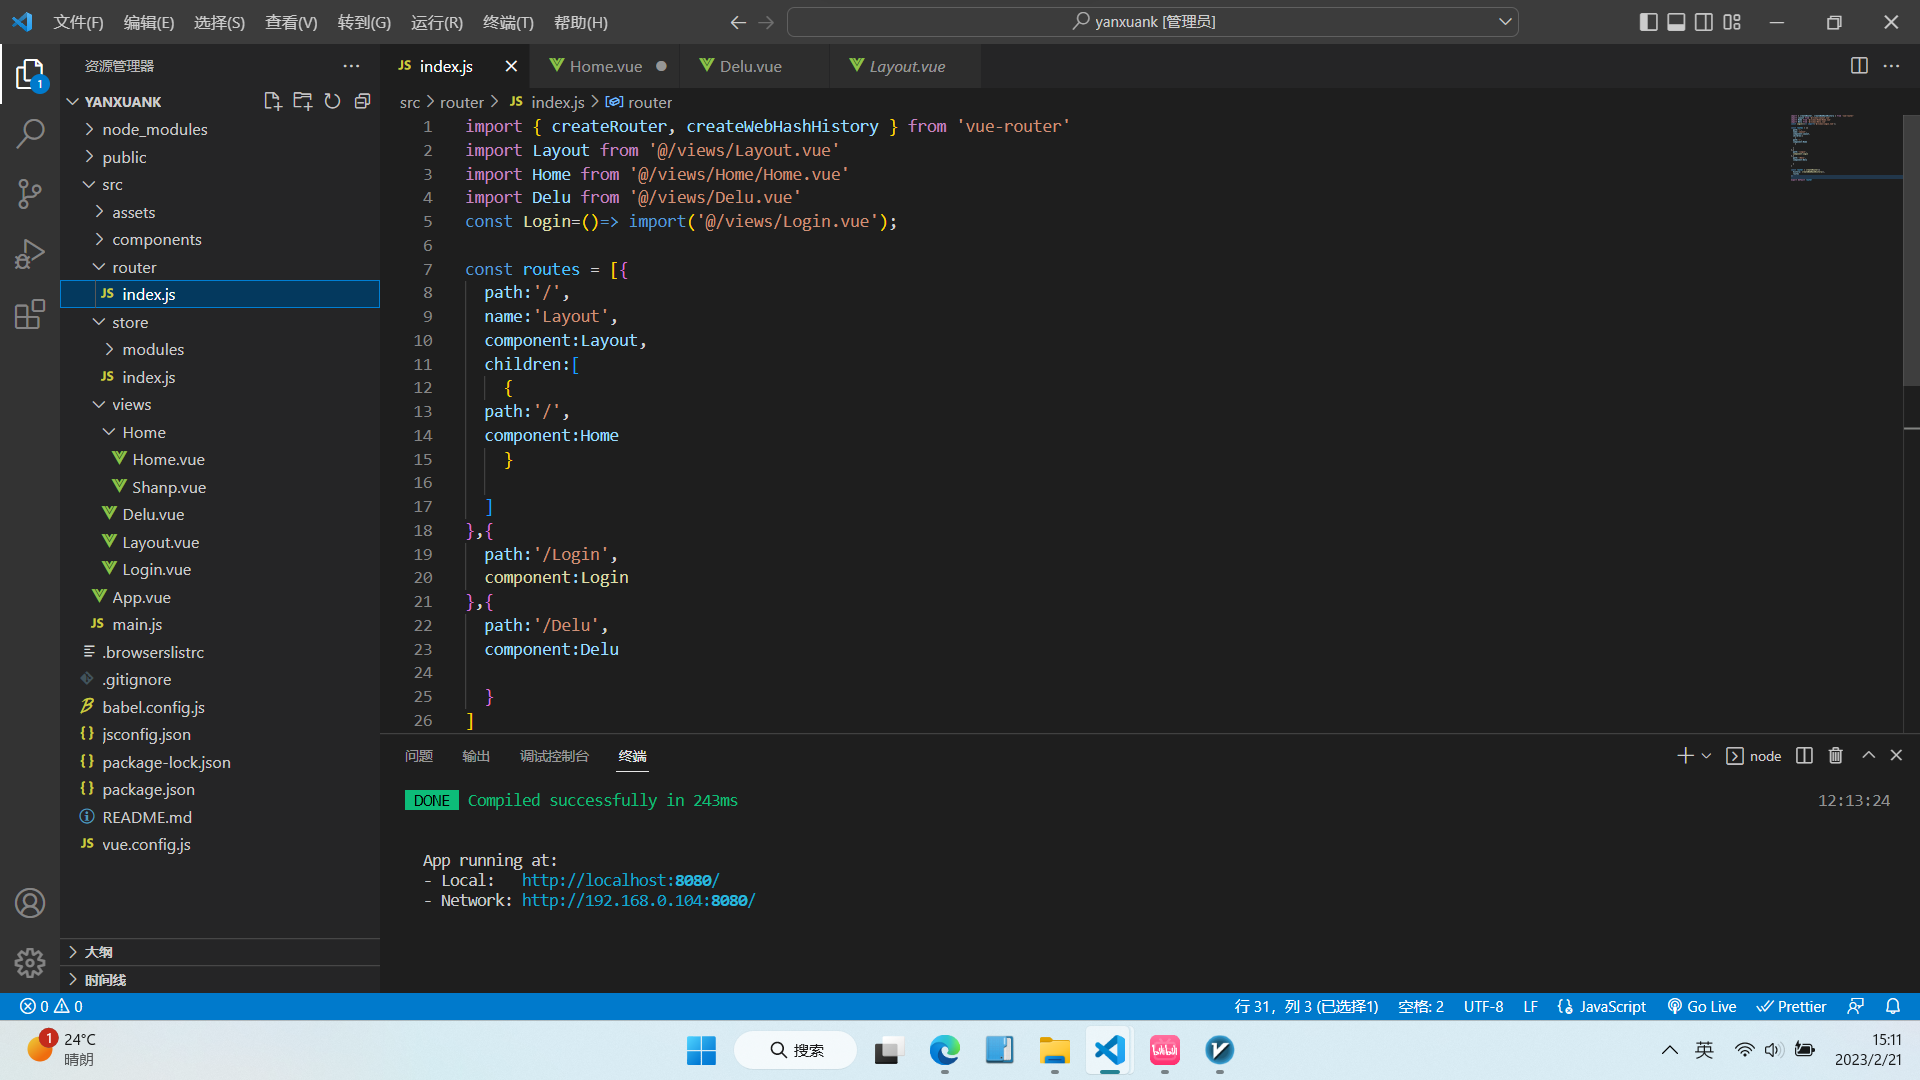 文件(F) 编辑(E) 选择(S) 查看(V) 转到(G) 运行(R) 终端(T) 帮助(H)
yanxuank [管理员]
1
资源管理器
YANXUANK
node_modules
public
src
assets
components
router
JS index.js
store
modules
JS index.js
views
Home
Home.vue
Shanp.vue
Delu.vue
Layout.vue
Login.vue
App.vue
JS main.js
.browserslistrc
.gitignore
babel.config.js
{} jsconfig.json
{} package-lock.json
{} package.json
README.md
JS vue.config.js
大纲
时间线
JS index.js Home.vue Delu.vue Layout.vue
src > router > JS index.js > router
1 import { createRouter, createWebHashHistory } from 'vue-router'
2 import Layout from '@/views/Layout.vue'
3 import Home from '@/views/Home/Home.vue'
4 import Delu from '@/views/Delu.vue'
5 const Login=()=> import('@/views/Login.vue');
6
7 const routes = [{
8 path:'/',
9 name:'Layout',
10 component:Layout,
11 children:[
12 {
13 path:'/',
14 component:Home
15 }
16
17 ]
18 },{
19 path:'/Login',
20 component:Login
21 },{
22 path:'/Delu',
23 component:Delu
24
25 }
26 ]
问题 输出 调试控制台 终端
node
DONE Compiled successfully in 243ms 12:13:24
App running at:
- Local: http://localhost:8080/
- Network: http://192.168.0.104:8080/
0 0
行 31，列 3 (已选择1) 空格: 2 UTF-8 LF JavaScript Go Live Prettier
1
24°C
晴朗
搜索
bilibili
英
15:11
2023/2/21